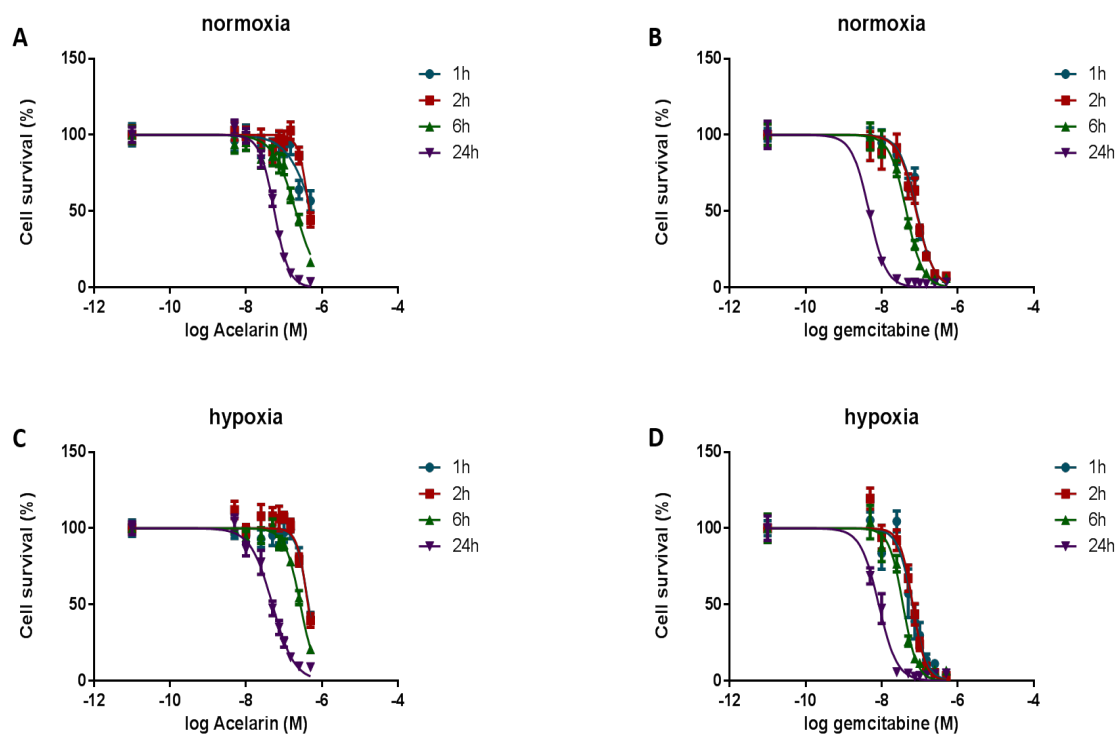 A
normoxia
150
100
50
0
-12
-10
-8
-6
-4
Cell survival (%)
log Acelarin (M)
1h
2h
6h
24h
B
normoxia
150
100
50
0
-12
-10
-8
-6
-4
Cell survival (%)
log gemcitabine (M)
1h
2h
6h
24h
C
hypoxia
150
100
50
0
-12
-10
-8
-6
-4
Cell survival (%)
log Acelarin (M)
1h
2h
6h
24h
D
hypoxia
150
100
50
0
-12
-10
-8
-6
-4
Cell survival (%)
log gemcitabine (M)
1h
2h
6h
24h